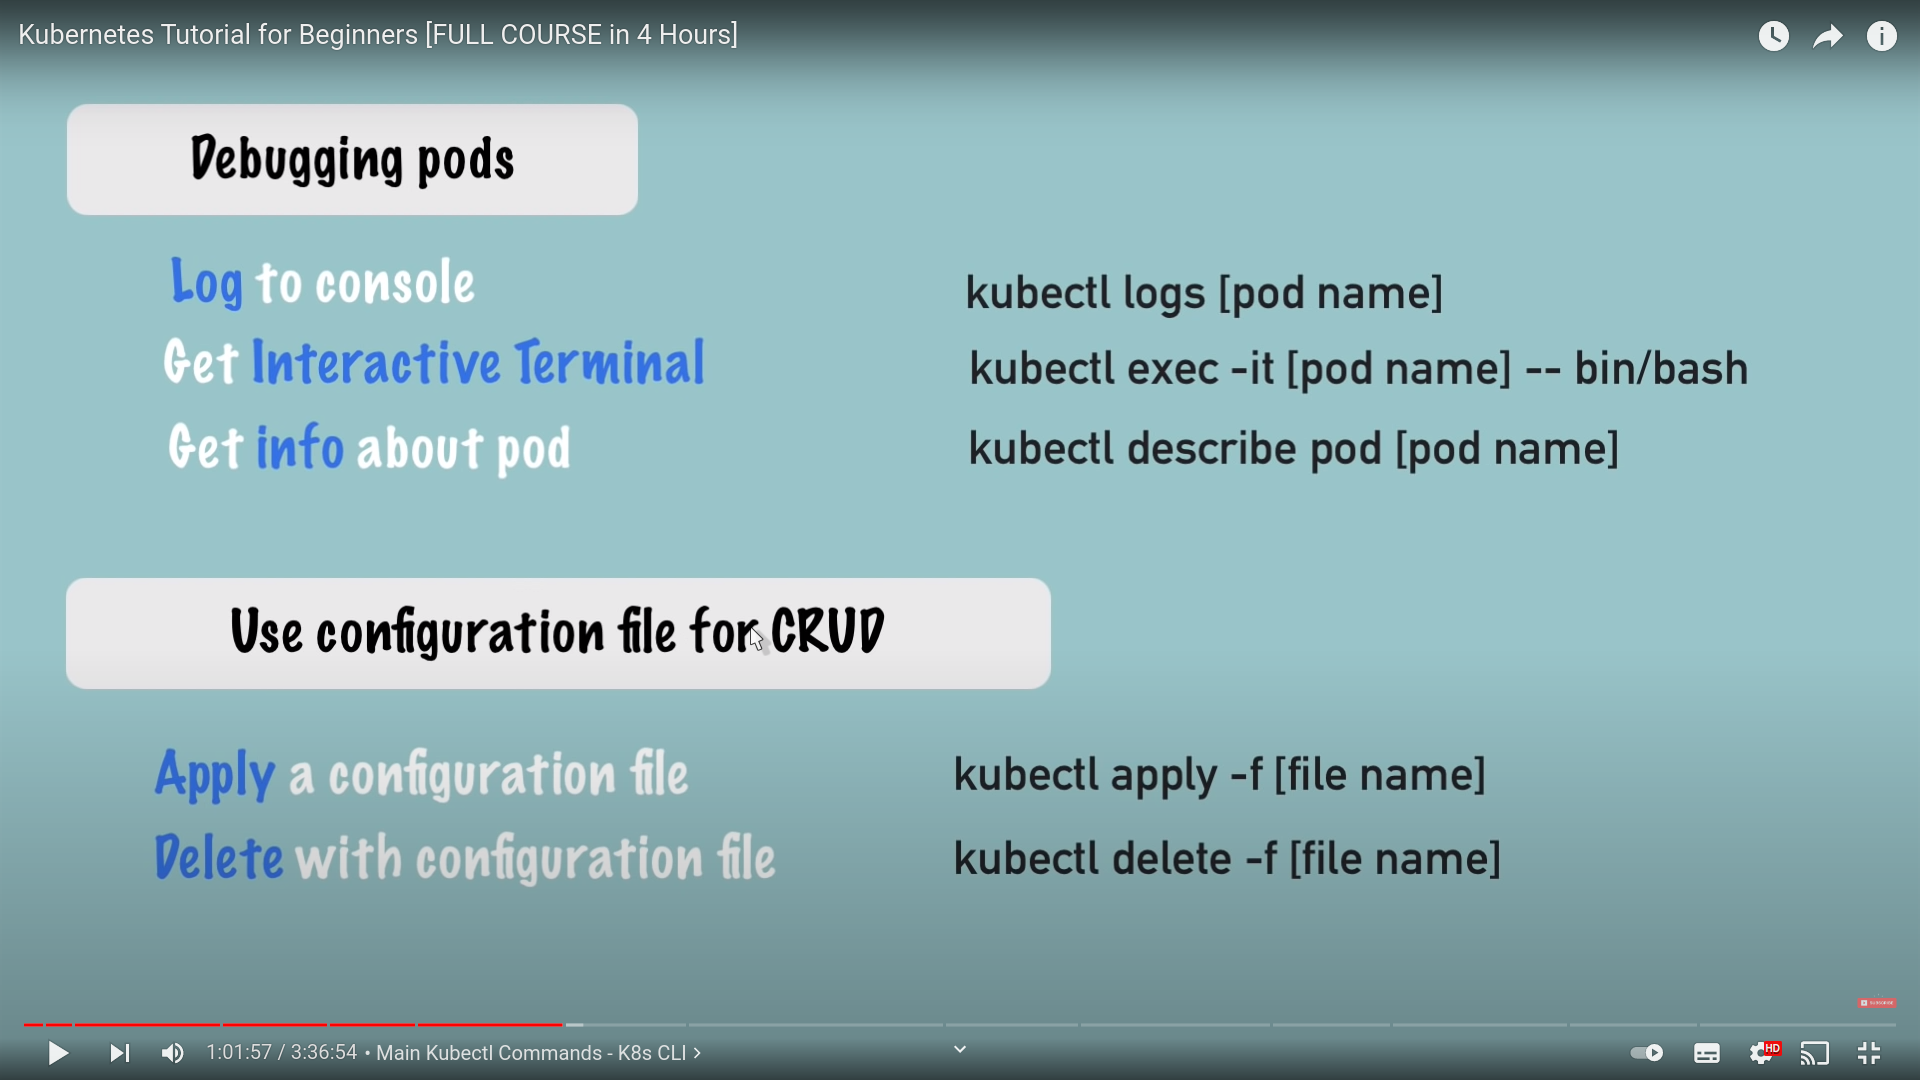 Kubernetes Tutorial for Beginners [FULL COURSE in 4 Hours]
Debugging pods
Log to console
kubectl logs [pod name]
Get Interactive Terminal
kubectl exec -it [pod name] -- bin/bash
Get info about pod
kubectl describe pod [pod name]
Use configuration file for CRUD
Apply a configuration file
kubectl apply -f [file name]
Delete with configuration file
kubectl delete -f [file name]
SUBSCRIBE
1:01:57 / 3:36:54 • Main Kubectl Commands - K8s CLI
HD